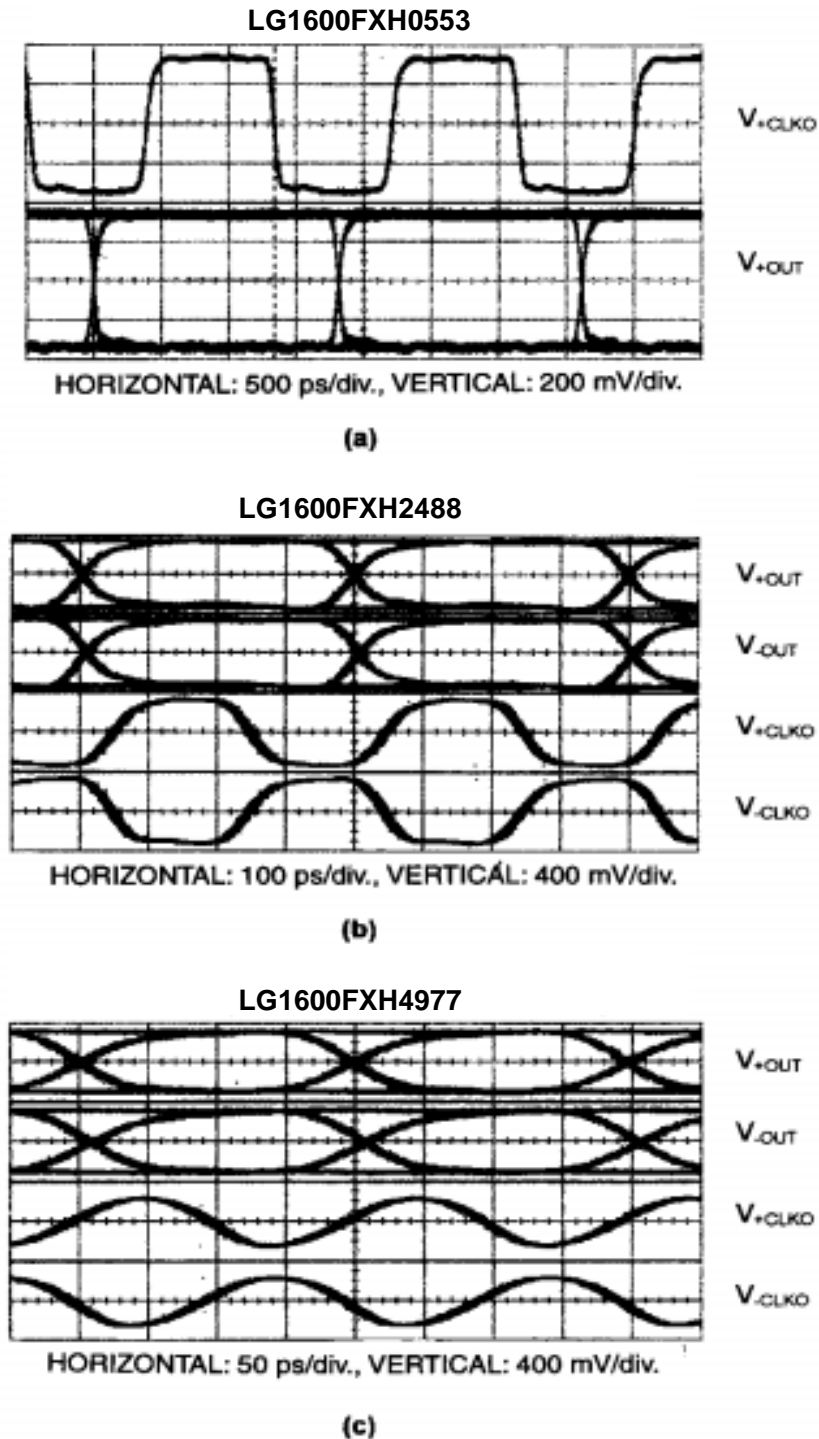 LG1600FXH0553
V+CLKO
V+OUT
HORIZONTAL: 500 ps/div., VERTICAL: 200 mV/div.
(a)
LG1600FXH2488
V+OUT
V-OUT
V+CLKO
V-CLKO
HORIZONTAL: 100 ps/div., VERTICAL: 400 mV/div.
(b)
LG1600FXH4977
V+OUT
V-OUT
V+CLKO
V-CLKO
HORIZONTAL: 50 ps/div., VERTICAL: 400 mV/div.
(c)